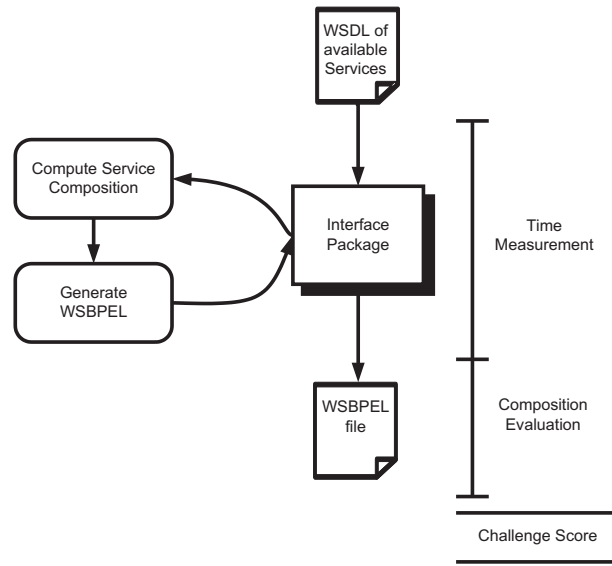 WSDL of
available
Services
Compute Service
Composition
Interface
Package
Time
Measurement
Generate
WSBPEL
WSBPEL
file
Composition
Evaluation
Challenge Score